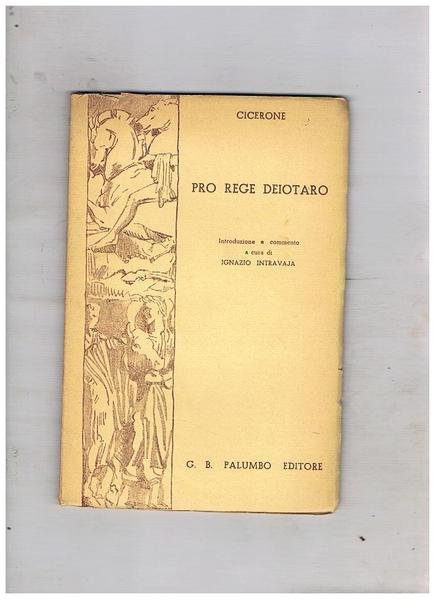 CICERONE
PRO REGE DEIOTARO
Introduzione e commento
a cura di
IGNAZIO INTRAVAJA
G. B. PALUMBO EDITORE